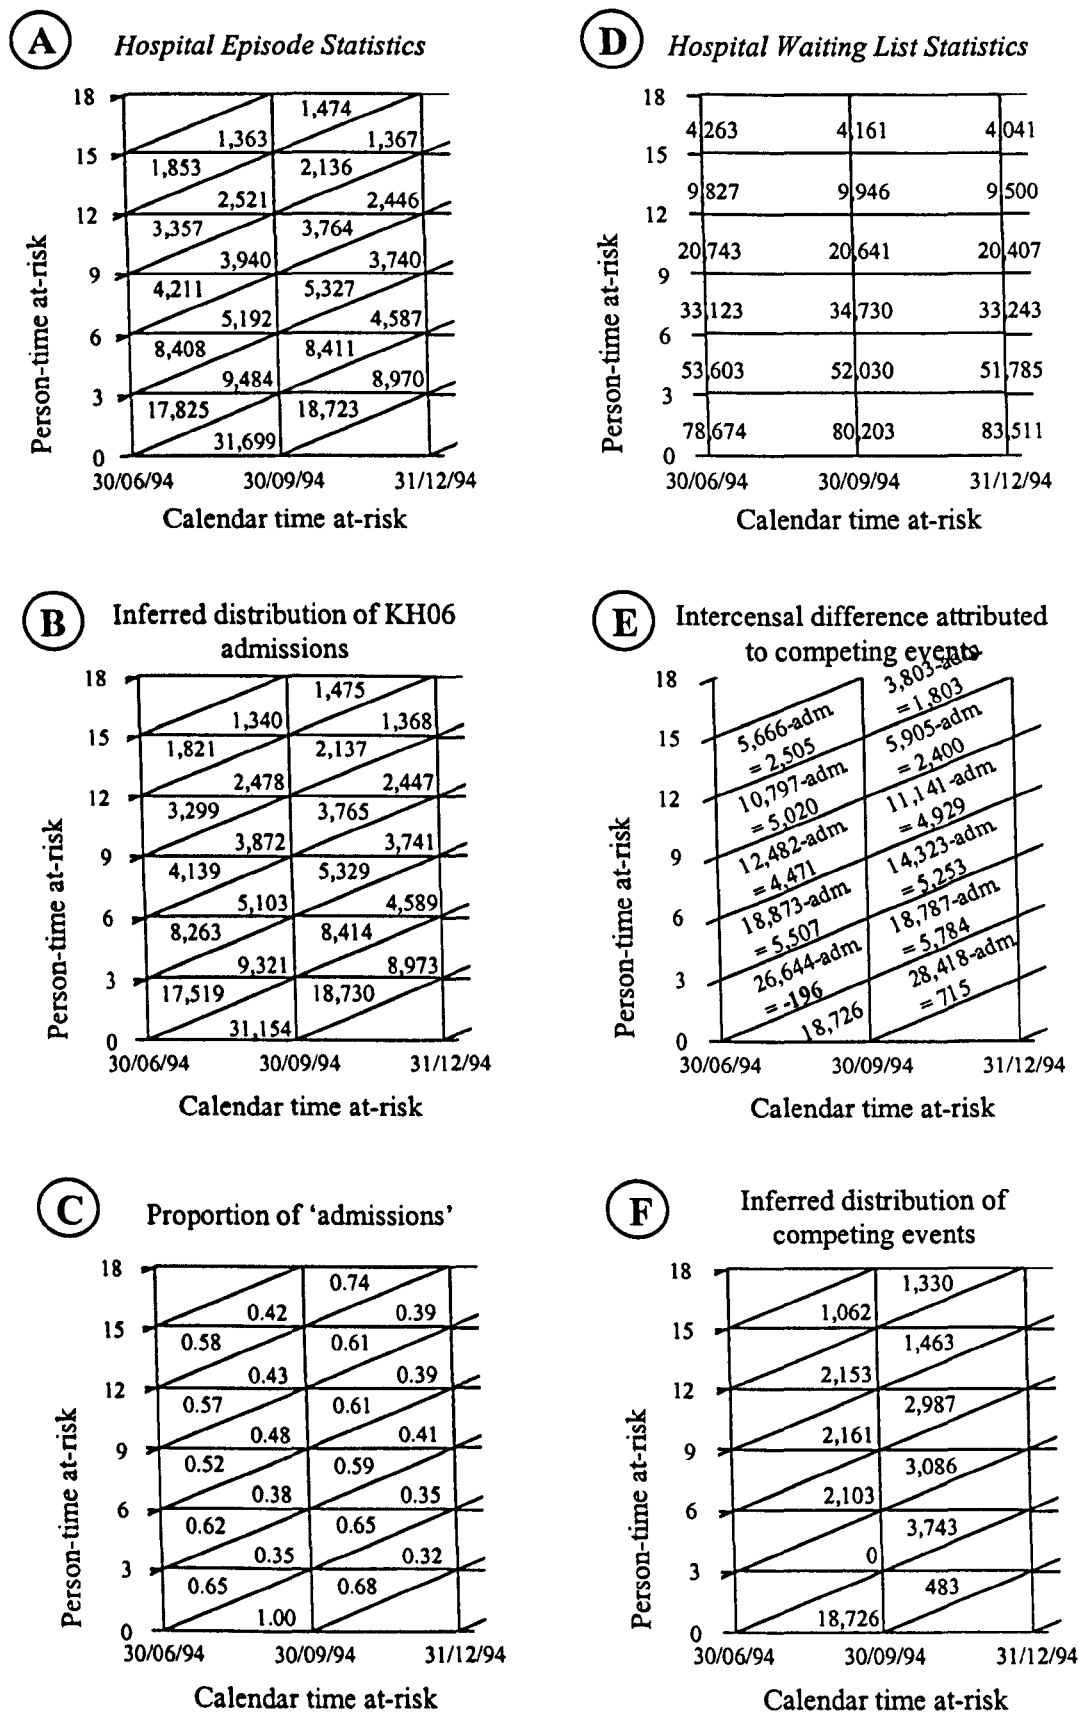 A Hospital Episode Statistics
18
1,474
1,363 1,367
15
1,853 2,136
2,521 2,446
12
3,357 3,764
3,940 3,740
9
4,211 5,327
5,192 4,587
6
8,408 8,411
9,484 8,970
3
17,825 18,723
31,699
0
30/06/94 30/09/94 31/12/94
Calendar time at-risk
Person-time at-risk
D Hospital Waiting List Statistics
18
4,263 4,161 4,041
15
9,827 9,946 9,500
12
20,743 20,641 20,407
9
33,123 34,730 33,243
6
53,603 52,030 51,785
3
78,674 80,203 83,511
0
30/06/94 30/09/94 31/12/94
Calendar time at-risk
Person-time at-risk
B Inferred distribution of KH06
admissions
18
1,475
1,340 1,368
15
1,821 2,137
2,478 2,447
12
3,299 3,765
3,872 3,741
9
4,139 5,329
5,103 4,589
6
8,263 8,414
9,321 8,973
3
17,519 18,730
31,154
0
30/06/94 30/09/94 31/12/94
Calendar time at-risk
Person-time at-risk
E Intercensal difference attributed
to competing events
18
3,803-adm
= 1,803
15
5,666-adm
= 2,505
5,905-adm
= 2,400
12
10,797-adm
= 5,020
11,141-adm
= 4,929
9
12,482-adm
= 4,471
14,323-adm
= 5,253
6
18,873-adm
= 5,507
18,787-adm
= 5,784
3
26,644-adm
= -196
28,418-adm
= 715
18,726
0
30/06/94 30/09/94 31/12/94
Calendar time at-risk
Person-time at-risk
C Proportion of ‘admissions’
18
0.74
0.42 0.39
15
0.58 0.61
0.43 0.39
12
0.57 0.61
0.48 0.41
9
0.52 0.59
0.38 0.35
6
0.62 0.65
0.35 0.32
3
0.65 0.68
1.00
0
30/06/94 30/09/94 31/12/94
Calendar time at-risk
Person-time at-risk
F Inferred distribution of
competing events
18
1,330
1,062
15
1,463
2,153
12
2,987
2,161
9
3,086
2,103
6
3,743
0
3
483
18,726
0
30/06/94 30/09/94 31/12/94
Calendar time at-risk
Person-time at-risk